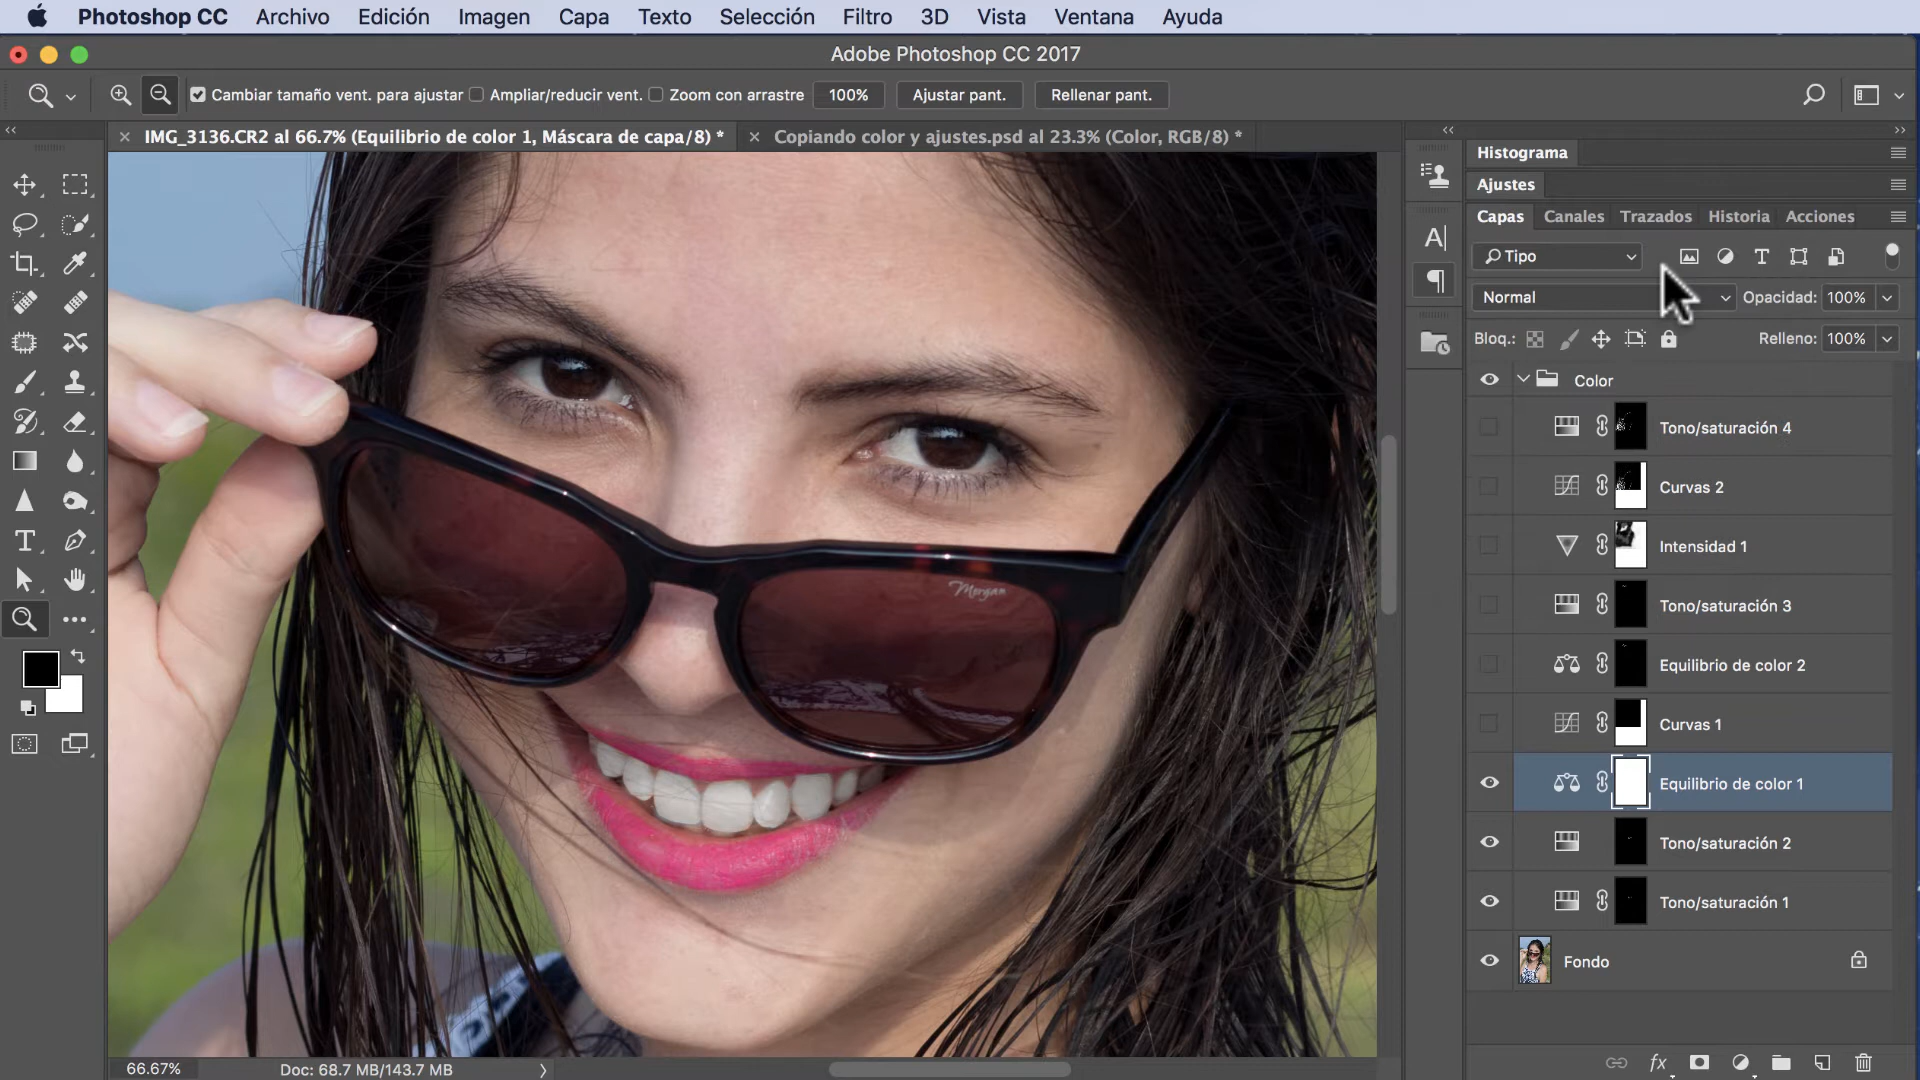 Photoshop CC Archivo Edición Imagen Capa Texto Selección Filtro 3D Vista Ventana Ayuda
Adobe Photoshop CC 2017
Cambiar tamaño vent. para ajustar Ampliar/reducir vent. Zoom con arrastre 100% Ajustar pant. Rellenar pant.
IMG_3136.CR2 al 66.7% (Equilibrio de color 1, Máscara de capa/8) * Copiando color y ajustes.psd al 23.3% (Color, RGB/8) *
Histograma
Ajustes
Capas Canales Trazados Historia Acciones
Tipo
Normal Opacidad: 100%
Bloq.: Relleno: 100%
Color
Tono/saturación 4
Curvas 2
Intensidad 1
Tono/saturación 3
Equilibrio de color 2
Curvas 1
Equilibrio de color 1
Tono/saturación 2
Tono/saturación 1
Fondo
Morgan
66.67% Doc: 68.7 MB/143.7 MB